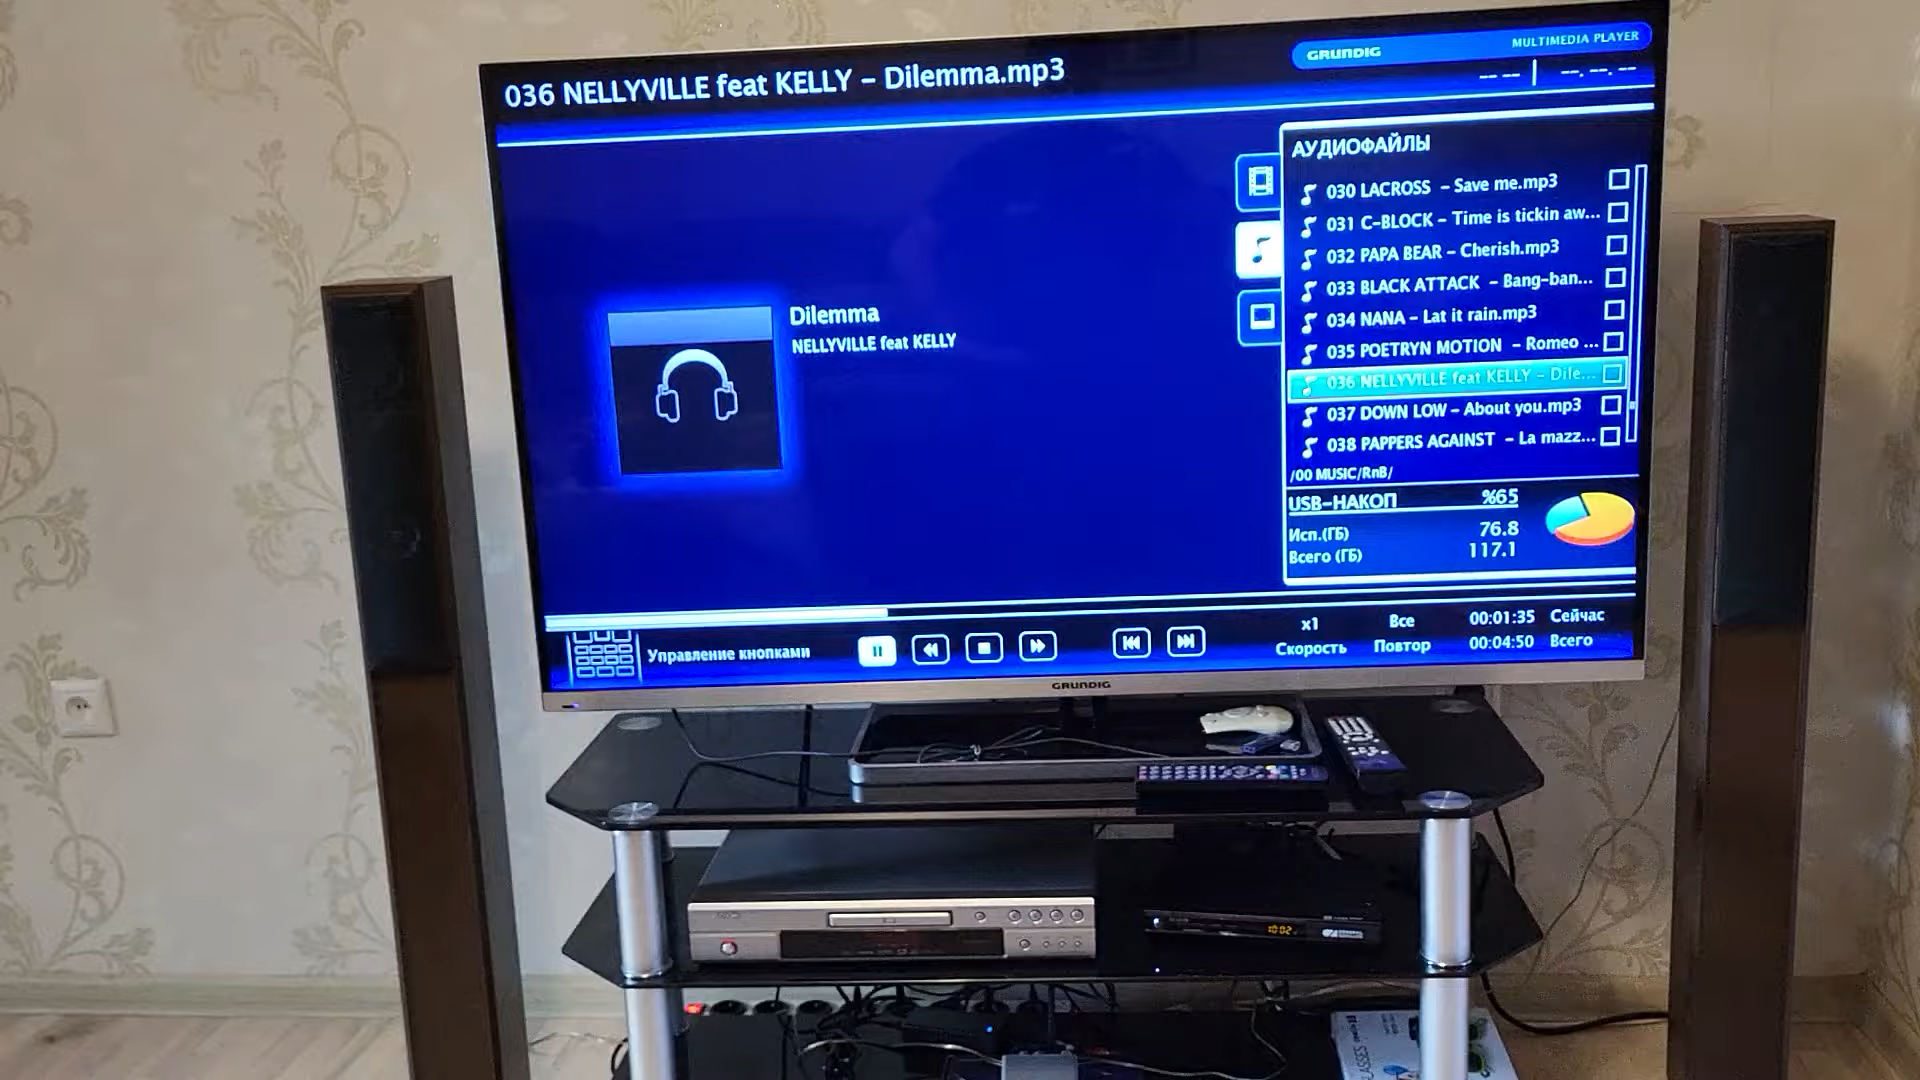 036 NELLYVILLE feat KELLY – Dilemma.mp3
GRUNDIG
MULTIMEDIA PLAYER
-- -- | --. --. --
АУДИОФАЙЛЫ
030 LACROSS – Save me.mp3
031 C-BLOCK – Time is tickin aw...
032 PAPA BEAR – Cherish.mp3
033 BLACK ATTACK – Bang-ban...
034 NANA – Lat it rain.mp3
035 POETRYN MOTION – Romeo ...
036 NELLYVILLE feat KELLY – Dile...
037 DOWN LOW – About you.mp3
038 PAPPERS AGAINST – La mazz...
/00 MUSIC/RnB/
USB-НАКОП %65
Исп.(ГБ) 76.8
Всего (ГБ) 117.1
Dilemma
NELLYVILLE feat KELLY
Управление кнопками
x1 Все 00:01:35 Сейчас
Скорость Повтор 00:04:50 Всего
GRUNDIG
10:02